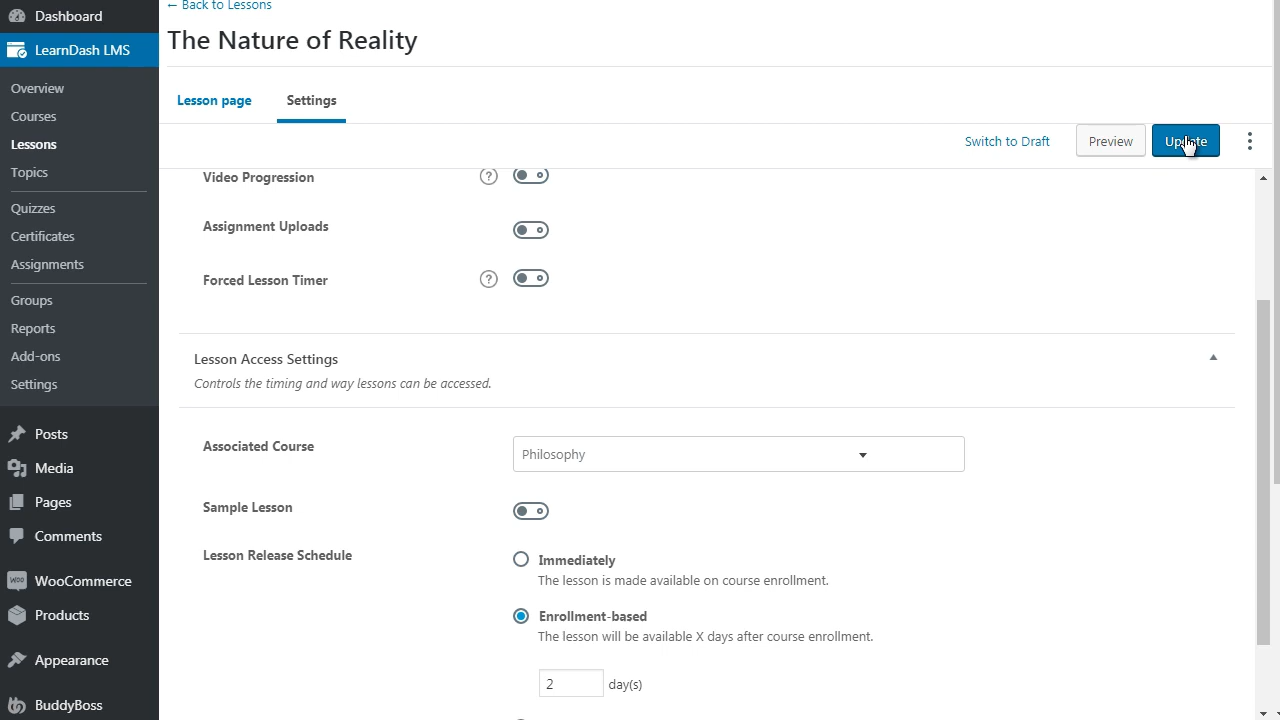 Dashboard
LearnDash LMS
Overview
Courses
Lessons
Topics
Quizzes
Certificates
Assignments
Groups
Reports
Add-ons
Settings
Posts
Media
Pages
Comments
WooCommerce
Products
Appearance
BuddyBoss
← Back to Lessons
The Nature of Reality
Lesson page
Settings
Switch to Draft
Preview
Update
Video Progression
?
Assignment Uploads
Forced Lesson Timer
?
Lesson Access Settings
Controls the timing and way lessons can be accessed.
Associated Course
Philosophy
Sample Lesson
Lesson Release Schedule
Immediately
The lesson is made available on course enrollment.
Enrollment-based
The lesson will be available X days after course enrollment.
2 day(s)